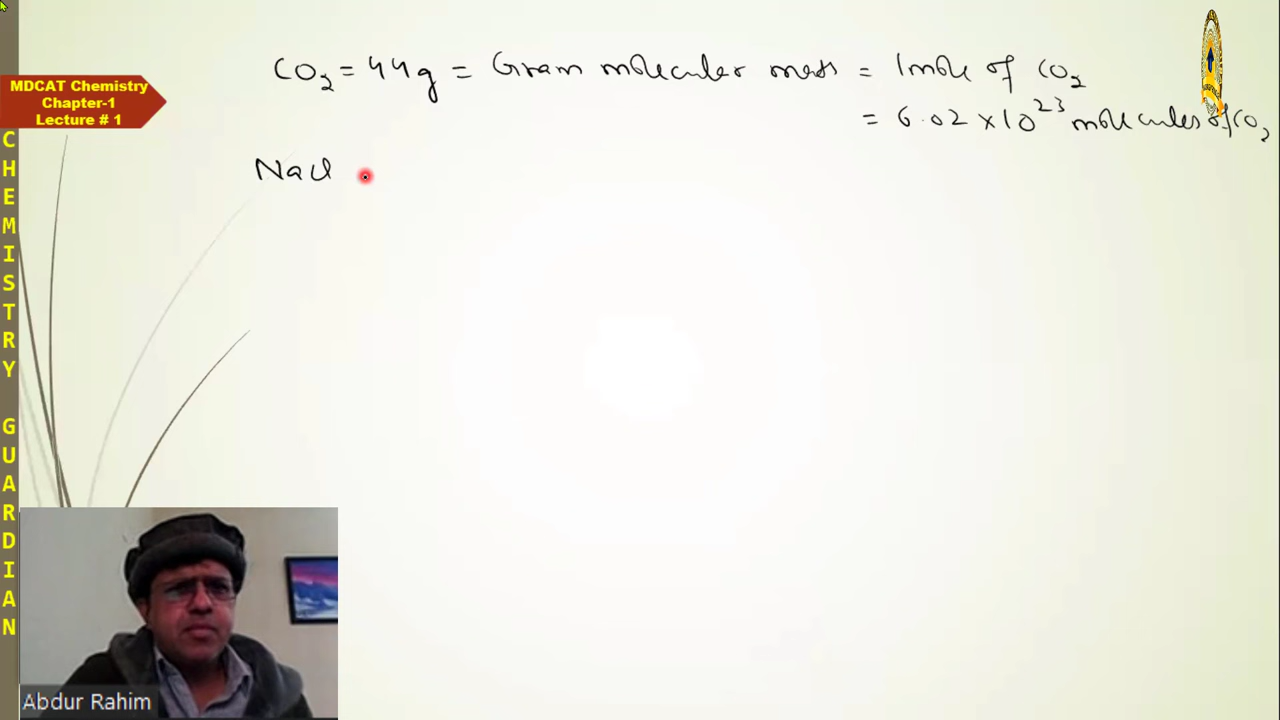 CO2 = 44g = Gram molecular mass = 1mole of CO2
= 6.02 × 10^23 molecules of CO2
NaCl
MDCAT Chemistry
Chapter-1
Lecture # 1
CHEMISTRY GUARDIAN
Abdur Rahim